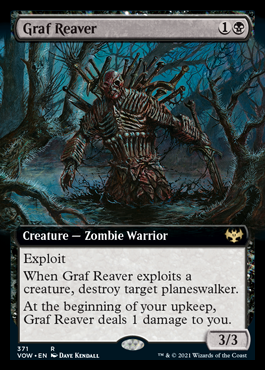 Graf Reaver 1
Creature — Zombie Warrior
Exploit
When Graf Reaver exploits a
creature, destroy target planeswalker.
At the beginning of your upkeep,
Graf Reaver deals 1 damage to you.
3/3
371 R
VOW • EN Dave Kendall ™ & © 2021 Wizards of the Coast